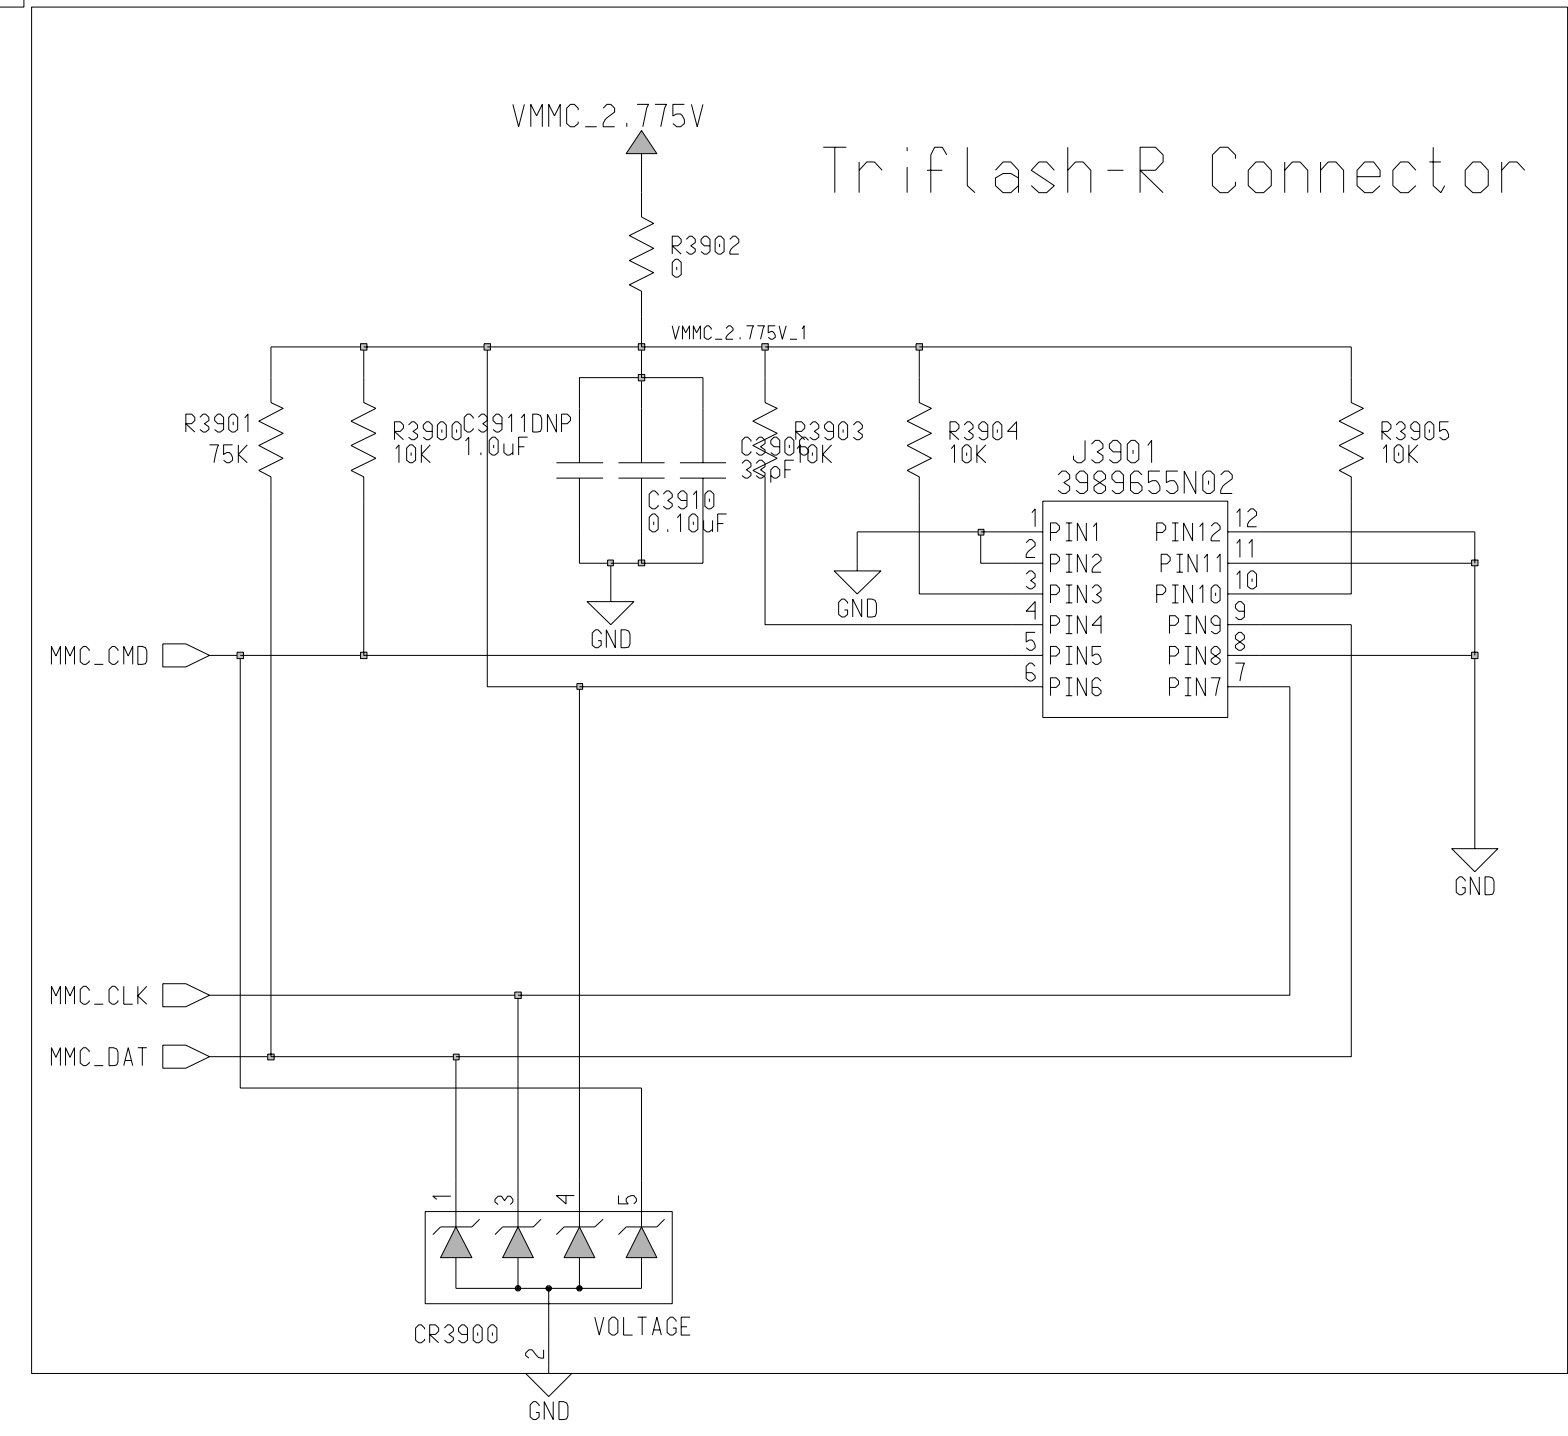 VMMC_2.775V
Triflash-R Connector
R3902
0
VMMC_2.775V_1
R3901
75K
R3900
10K
C3911DNP
1.0uF
C3910
0.10uF
C3906
33pF
R3903
10K
R3904
10K
R3905
10K
J3901
3989655N02
1 PIN1 PIN12 12
2 PIN2 PIN11 11
3 PIN3 PIN10 10
4 PIN4 PIN9 9
5 PIN5 PIN8 8
6 PIN6 PIN7 7
GND
GND
GND
MMC_CMD
MMC_CLK
MMC_DAT
1 3 4 5
CR3900
VOLTAGE
2
GND